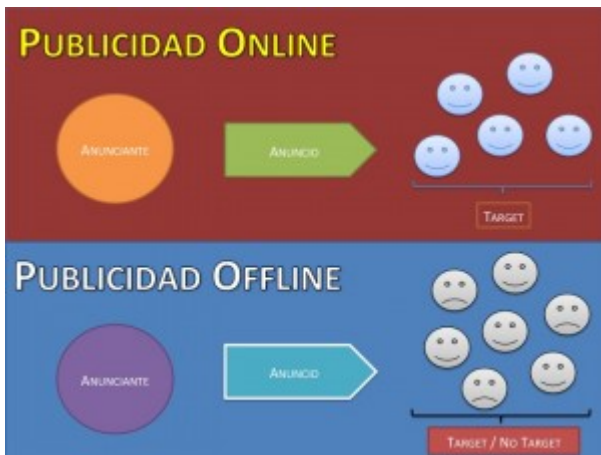 PUBLICIDAD ONLINE
ANUNCIANTE
ANUNCIO
TARGET
PUBLICIDAD OFFLINE
ANUNCIANTE
ANUNCIO
TARGET / NO TARGET